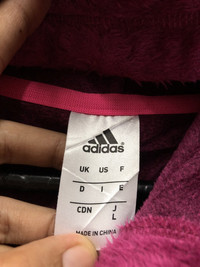 adidas
UK US F
D I E
CDN J
L
MADE IN CHINA